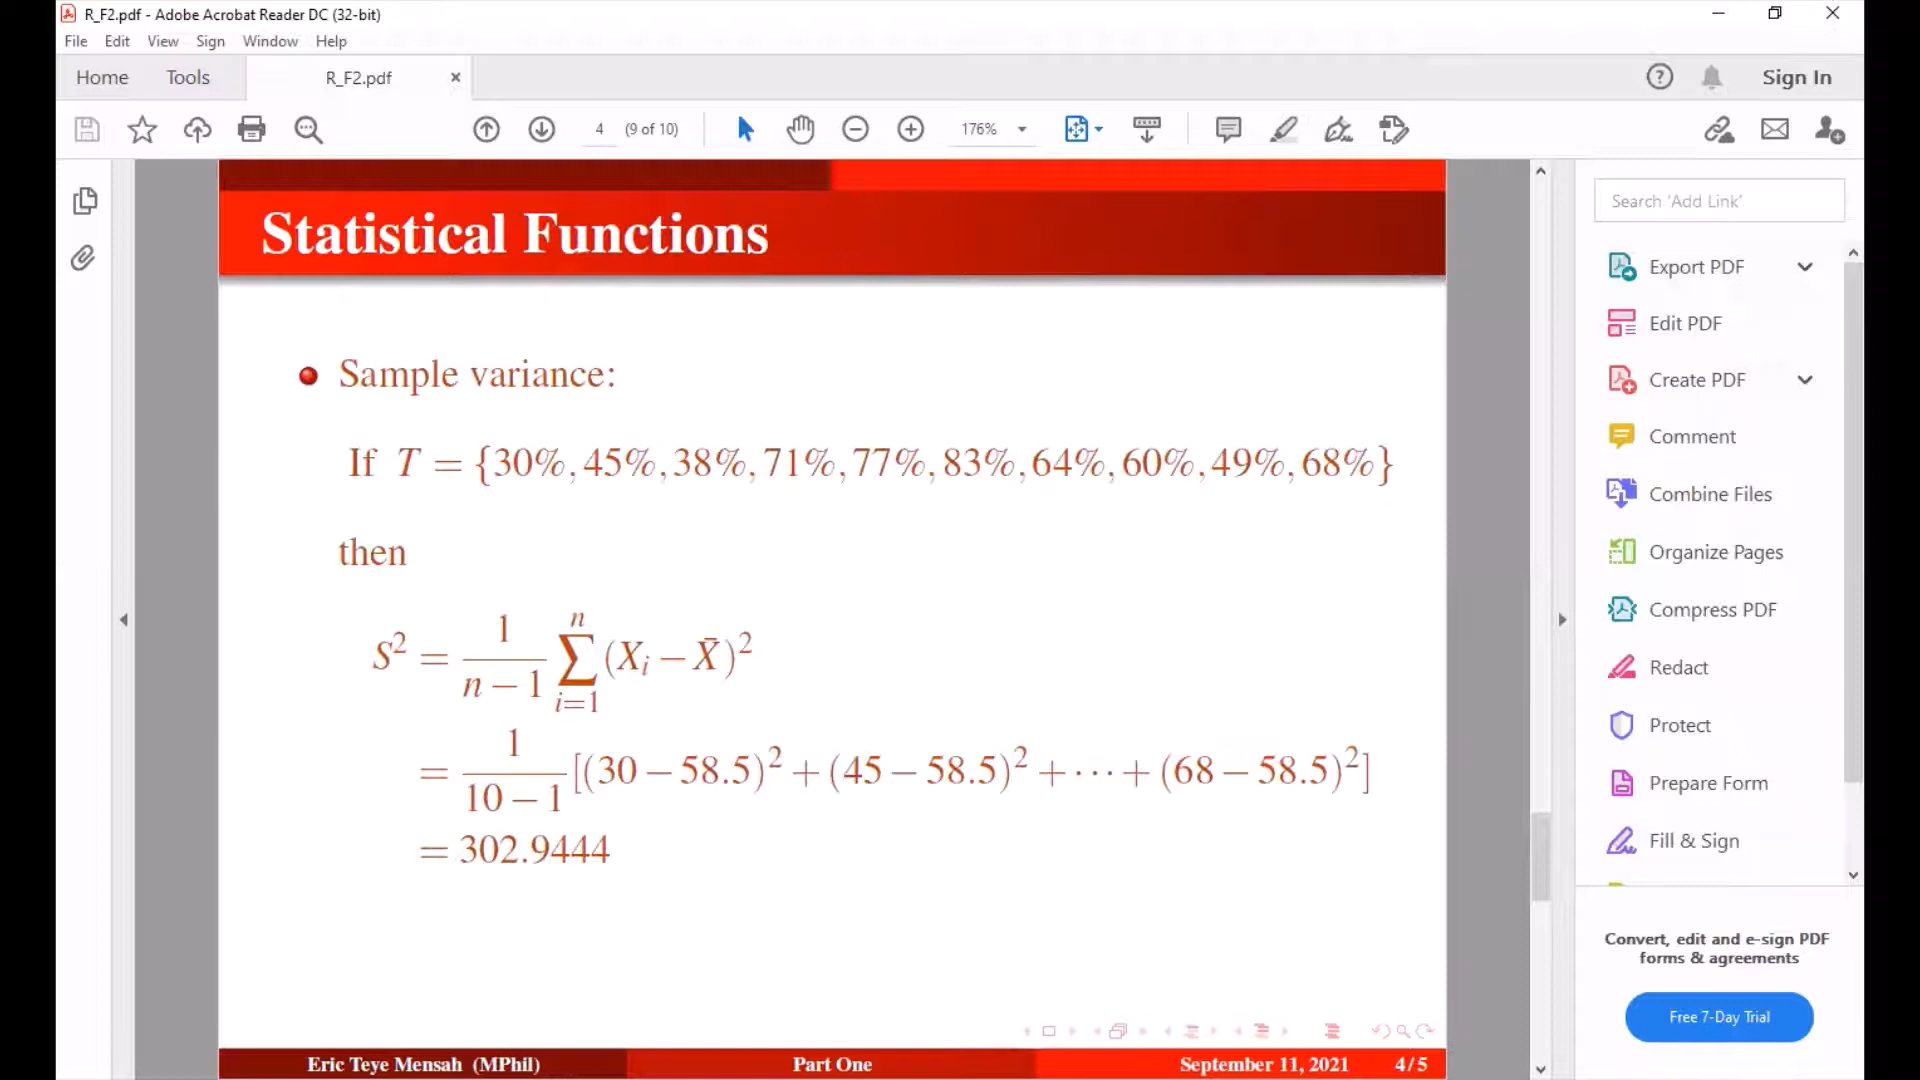 R_F2.pdf - Adobe Acrobat Reader DC (32-bit)
File Edit View Sign Window Help
Home Tools R_F2.pdf × Sign In
4 (9 of 10) 176%
Statistical Functions
Sample variance:
If T = {30%, 45%, 38%, 71%, 77%, 83%, 64%, 60%, 49%, 68%}
then
S² = \frac{1}{n − 1} \sum_{i=1}^{n} (X_i − \bar{X})²
= \frac{1}{10 − 1} [(30 − 58.5)² + (45 − 58.5)² + ⋯ + (68 − 58.5)²]
= 302.9444
Eric Teye Mensah (MPhil) Part One September 11, 2021 4/5
Search 'Add Link'
Export PDF
Edit PDF
Create PDF
Comment
Combine Files
Organize Pages
Compress PDF
Redact
Protect
Prepare Form
Fill & Sign
Convert, edit and e-sign PDF
forms & agreements
Free 7-Day Trial